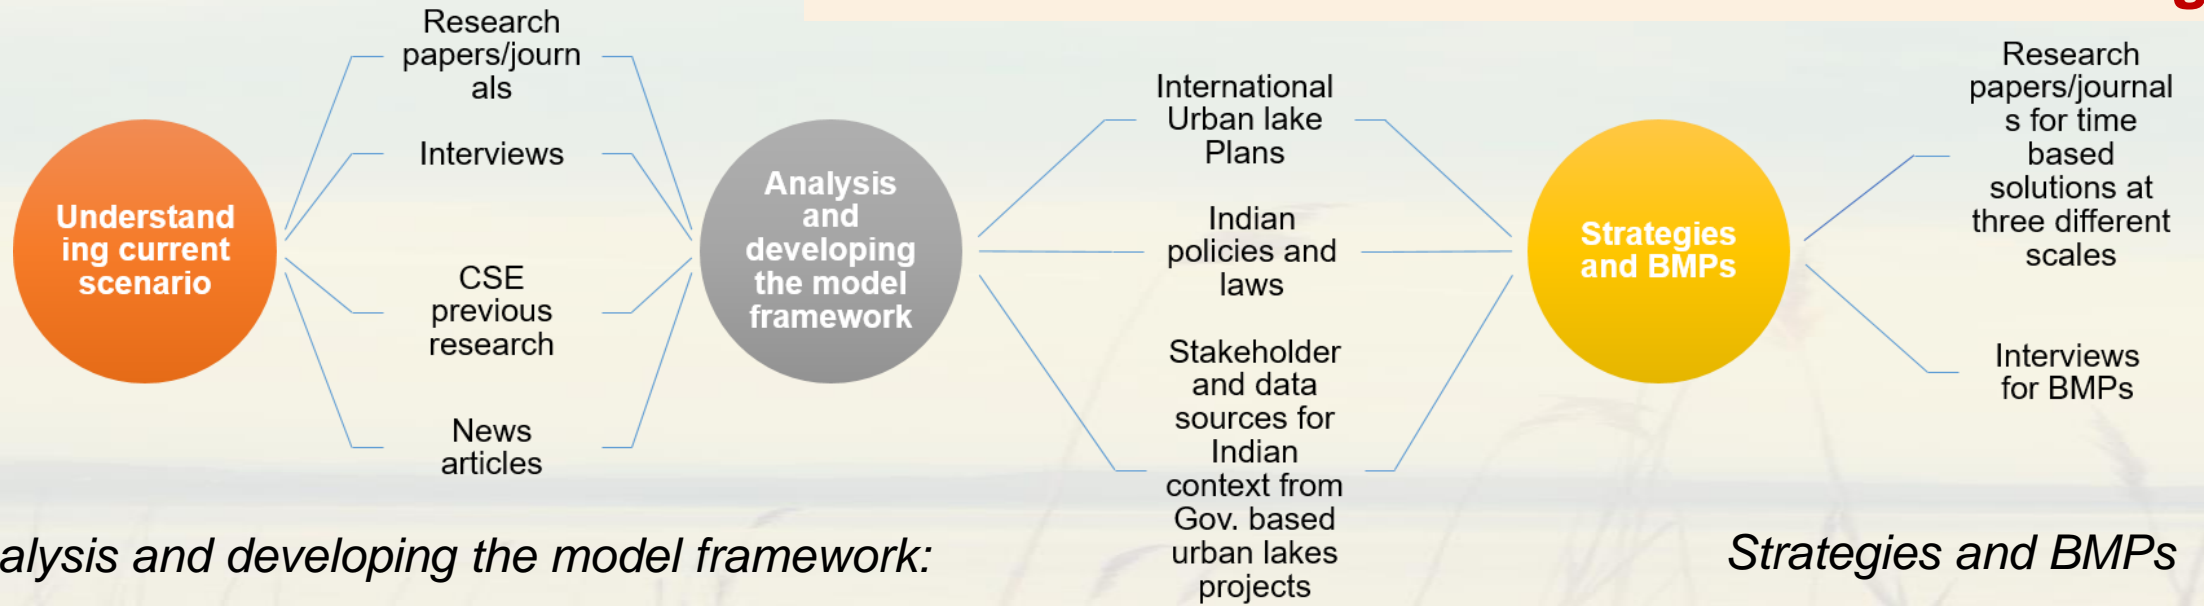 Understand
ing current
scenario
Research
papers/journ
als
Interviews
CSE
previous
research
News
articles
Analysis
and
developing
the model
framework
International
Urban lake
Plans
Indian
policies and
laws
Stakeholder
and data
sources for
Indian
context from
Gov. based
urban lakes
projects
Strategies
and BMPs
Research
papers/journal
s for time
based
solutions at
three different
scales
Interviews
for BMPs
alysis and developing the model framework:
Strategies and BMPs